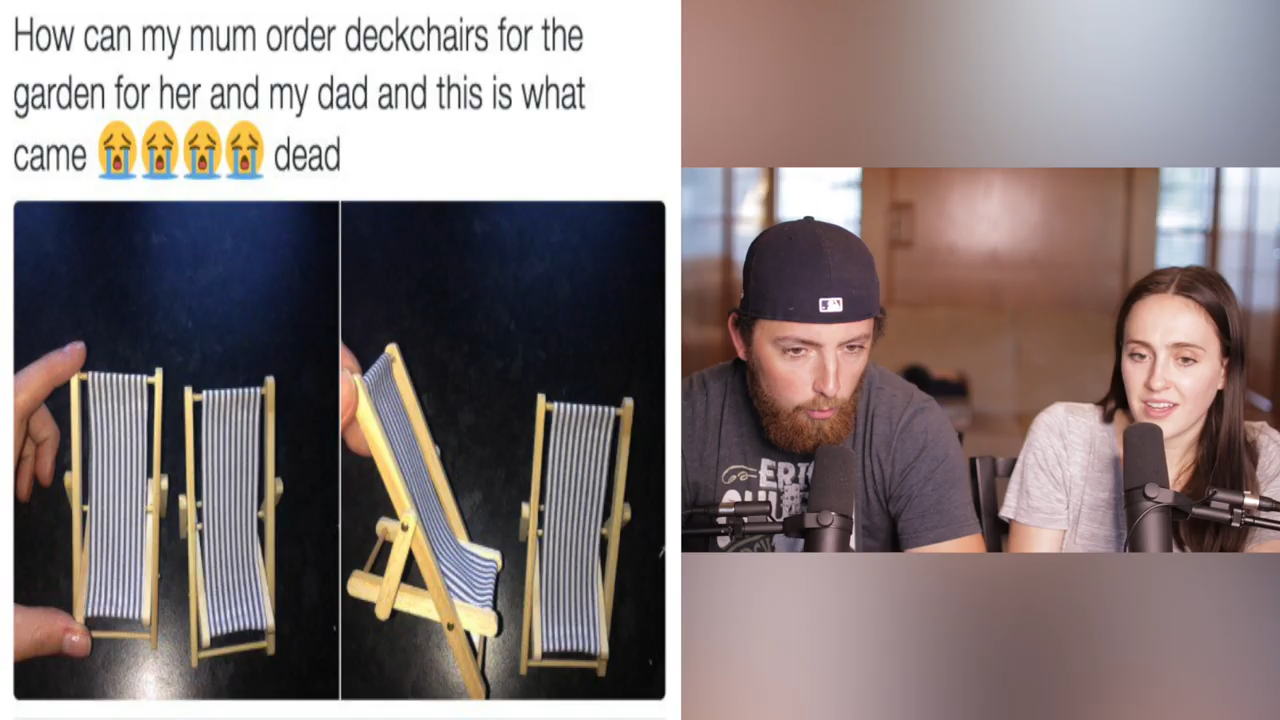 How can my mum order deckchairs for the
garden for her and my dad and this is what
came 😭😭😭😭 dead